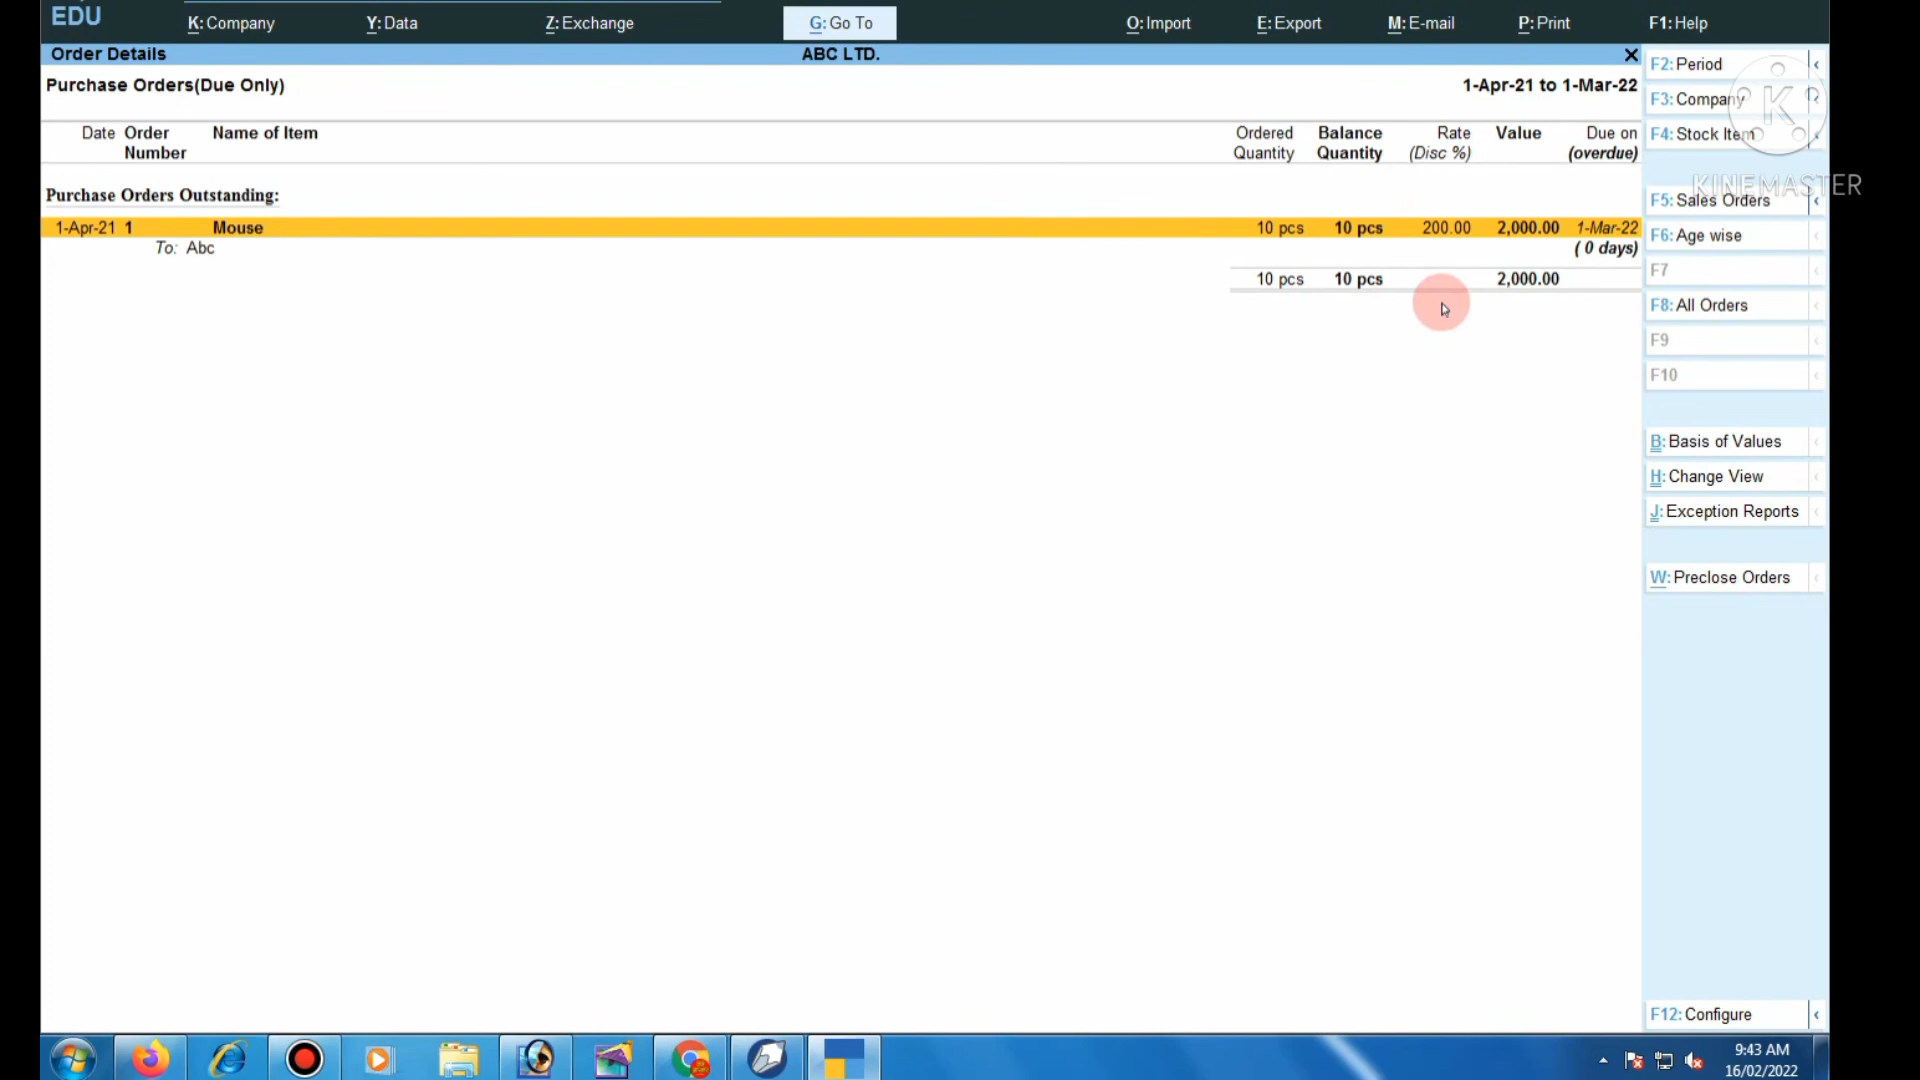 EDU
K: Company Y: Data Z: Exchange G: Go To O: Import E: Export M: E-mail P: Print F1: Help
Order Details ABC LTD.
Purchase Orders(Due Only) 1-Apr-21 to 1-Mar-22
Date Order Name of Item Ordered Balance Rate Value Due on
Number Quantity Quantity (Disc %) (overdue)
Purchase Orders Outstanding:
1-Apr-21 1 Mouse 10 pcs 10 pcs 200.00 2,000.00 1-Mar-22
To: Abc ( 0 days)
10 pcs 10 pcs 2,000.00
F2: Period
F3: Company
F4: Stock Item
K
KINEMASTER
F5: Sales Orders
F6: Age wise
F7
F8: All Orders
F9
F10
B: Basis of Values
H: Change View
J: Exception Reports
W: Preclose Orders
F12: Configure
9:43 AM
16/02/2022